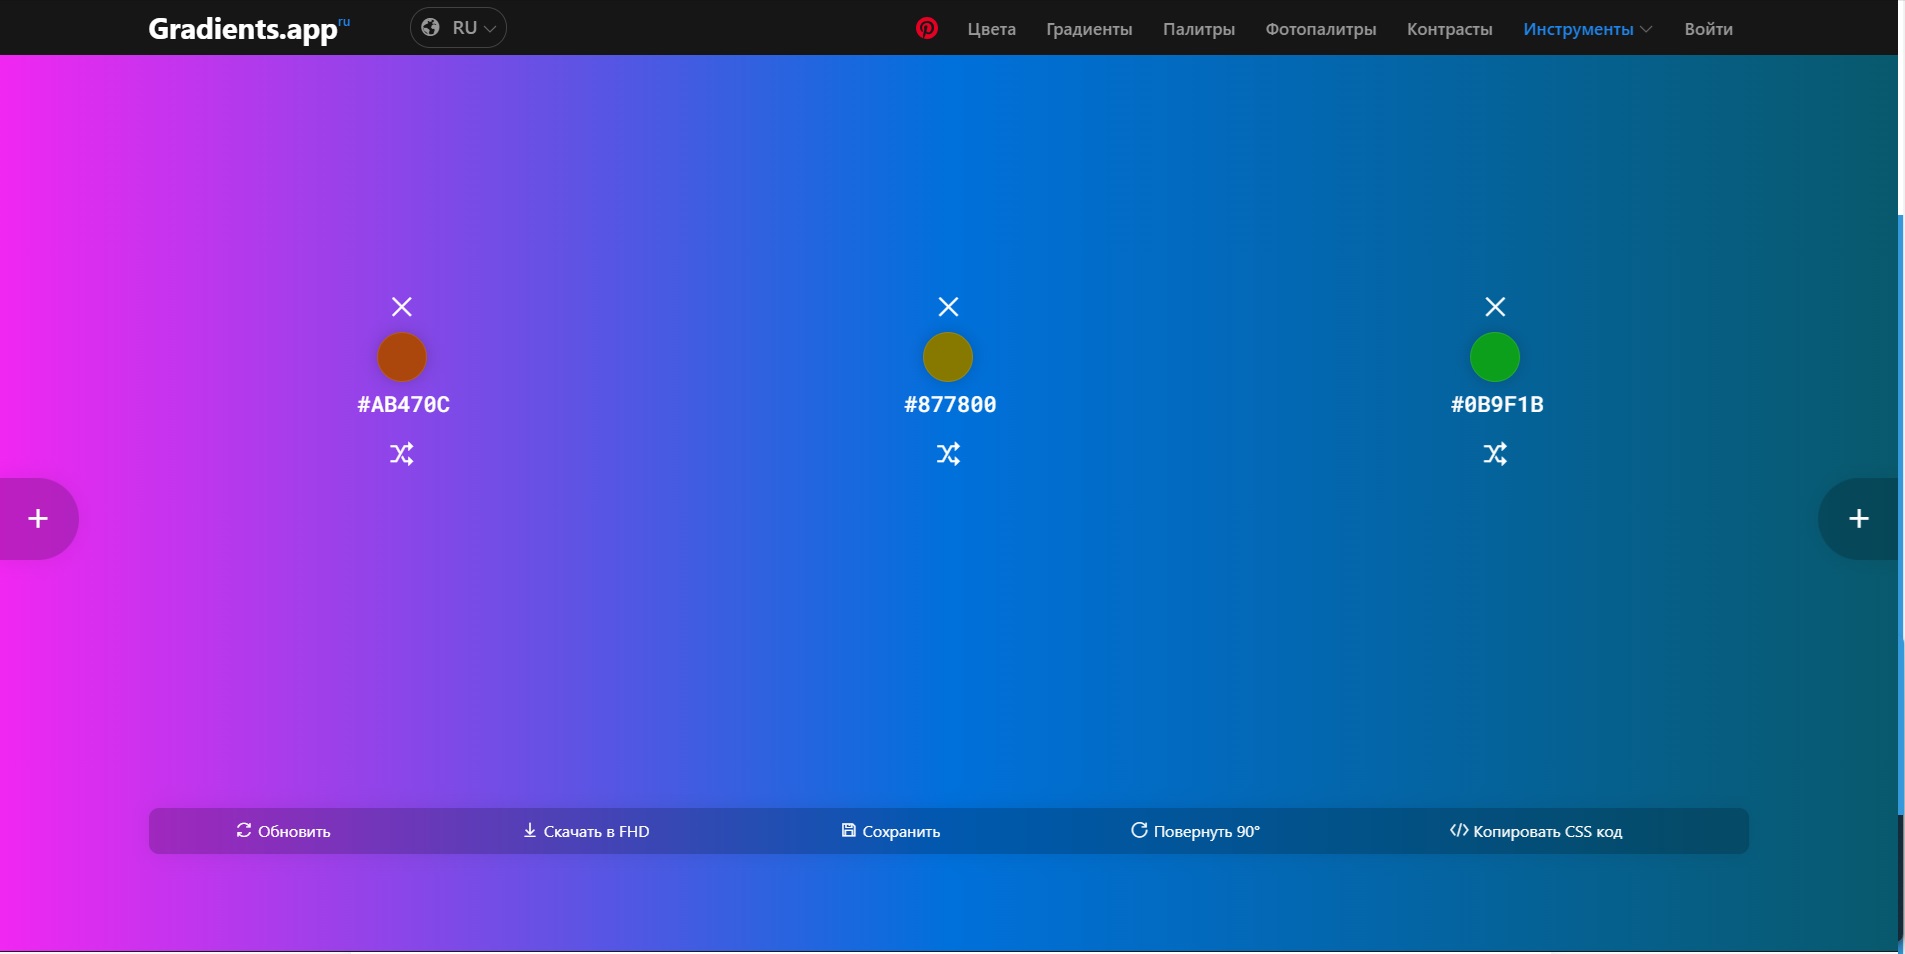 Gradients.app ru
RU
Цвета Градиенты Палитры Фотопалитры Контрасты Инструменты Войти
#AB470C #877800 #0B9F1B
Обновить Скачать в FHD Сохранить Повернуть 90° Копировать CSS код